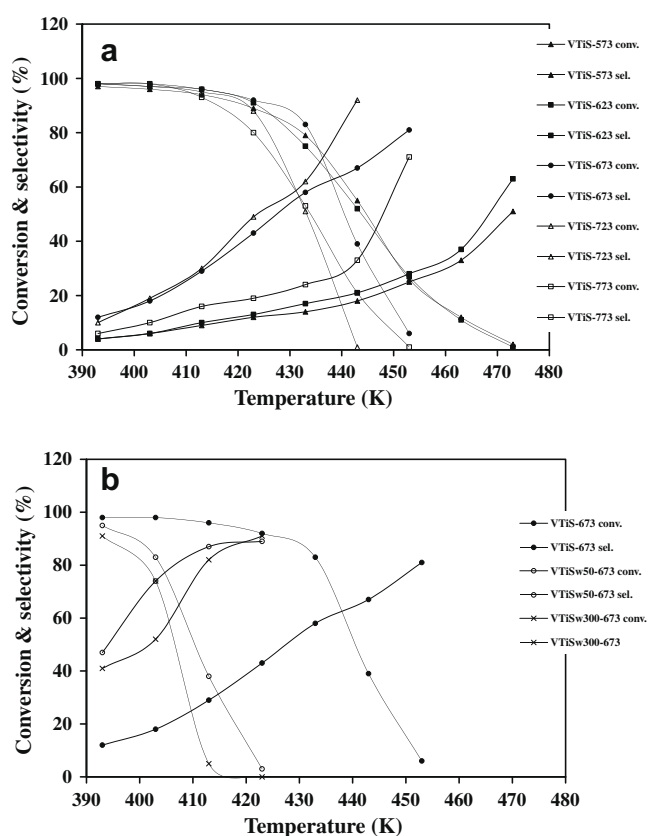 a
Conversion & selectivity (%)
120
100
80
60
40
20
0
390 400 410 420 430 440 450 460 470 480
Temperature (K)
VTiS-573 conv.
VTiS-573 sel.
VTiS-623 conv.
VTiS-623 sel.
VTiS-673 conv.
VTiS-673 sel.
VTiS-723 conv.
VTiS-723 sel.
VTiS-773 conv.
VTiS-773 sel.
b
Conversion & selectivity (%)
120
100
80
60
40
20
0
390 400 410 420 430 440 450 460 470 480
Temperature (K)
VTiS-673 conv.
VTiS-673 sel.
VTiSw50-673 conv.
VTiSw50-673 sel.
VTiSw300-673 conv.
VTiSw300-673